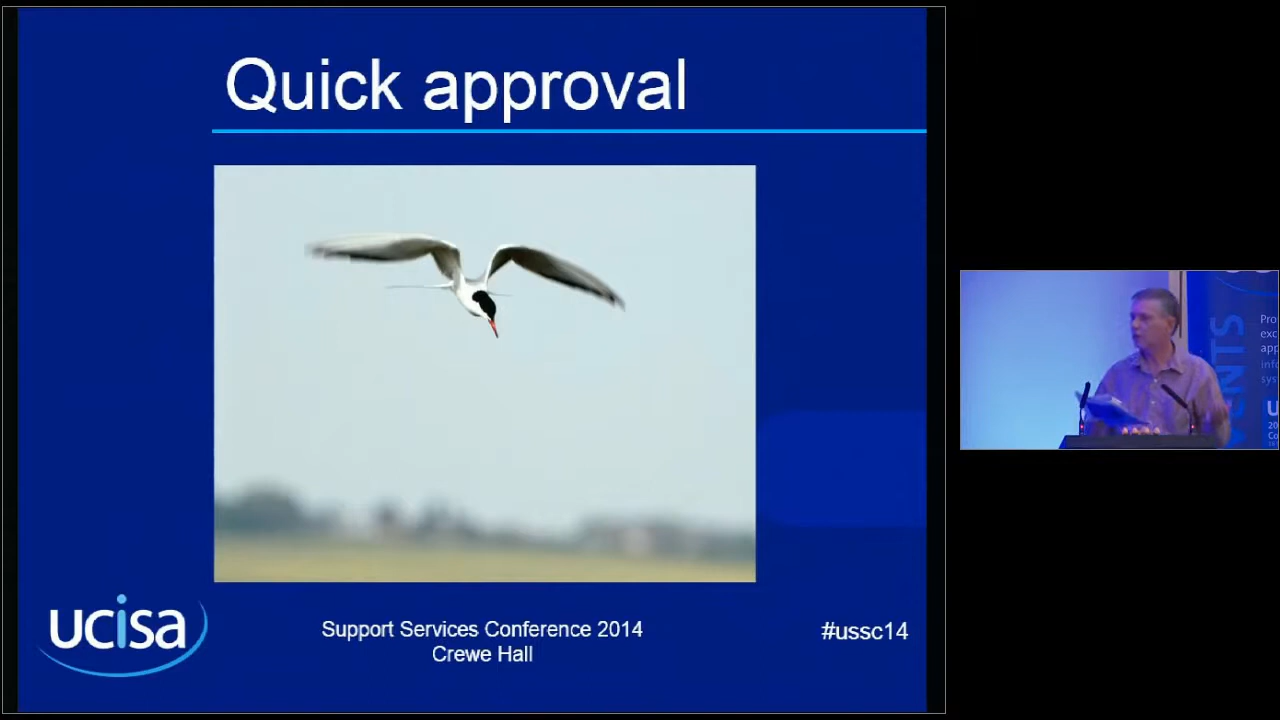 Quick approval
ucisa
Support Services Conference 2014
Crewe Hall
#ussc14